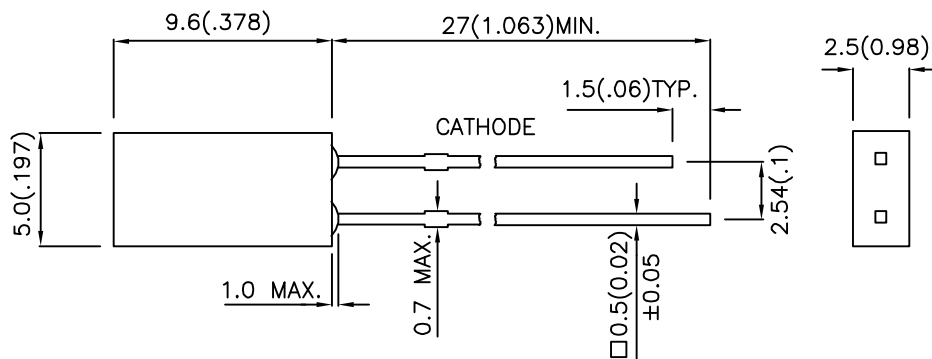 9.6(.378)
27(1.063)MIN.
2.5(0.98)
1.5(.06)TYP.
CATHODE
5.0(.197)
2.54(.1)
1.0 MAX.
0.7 MAX.
□0.5(0.02)
±0.05